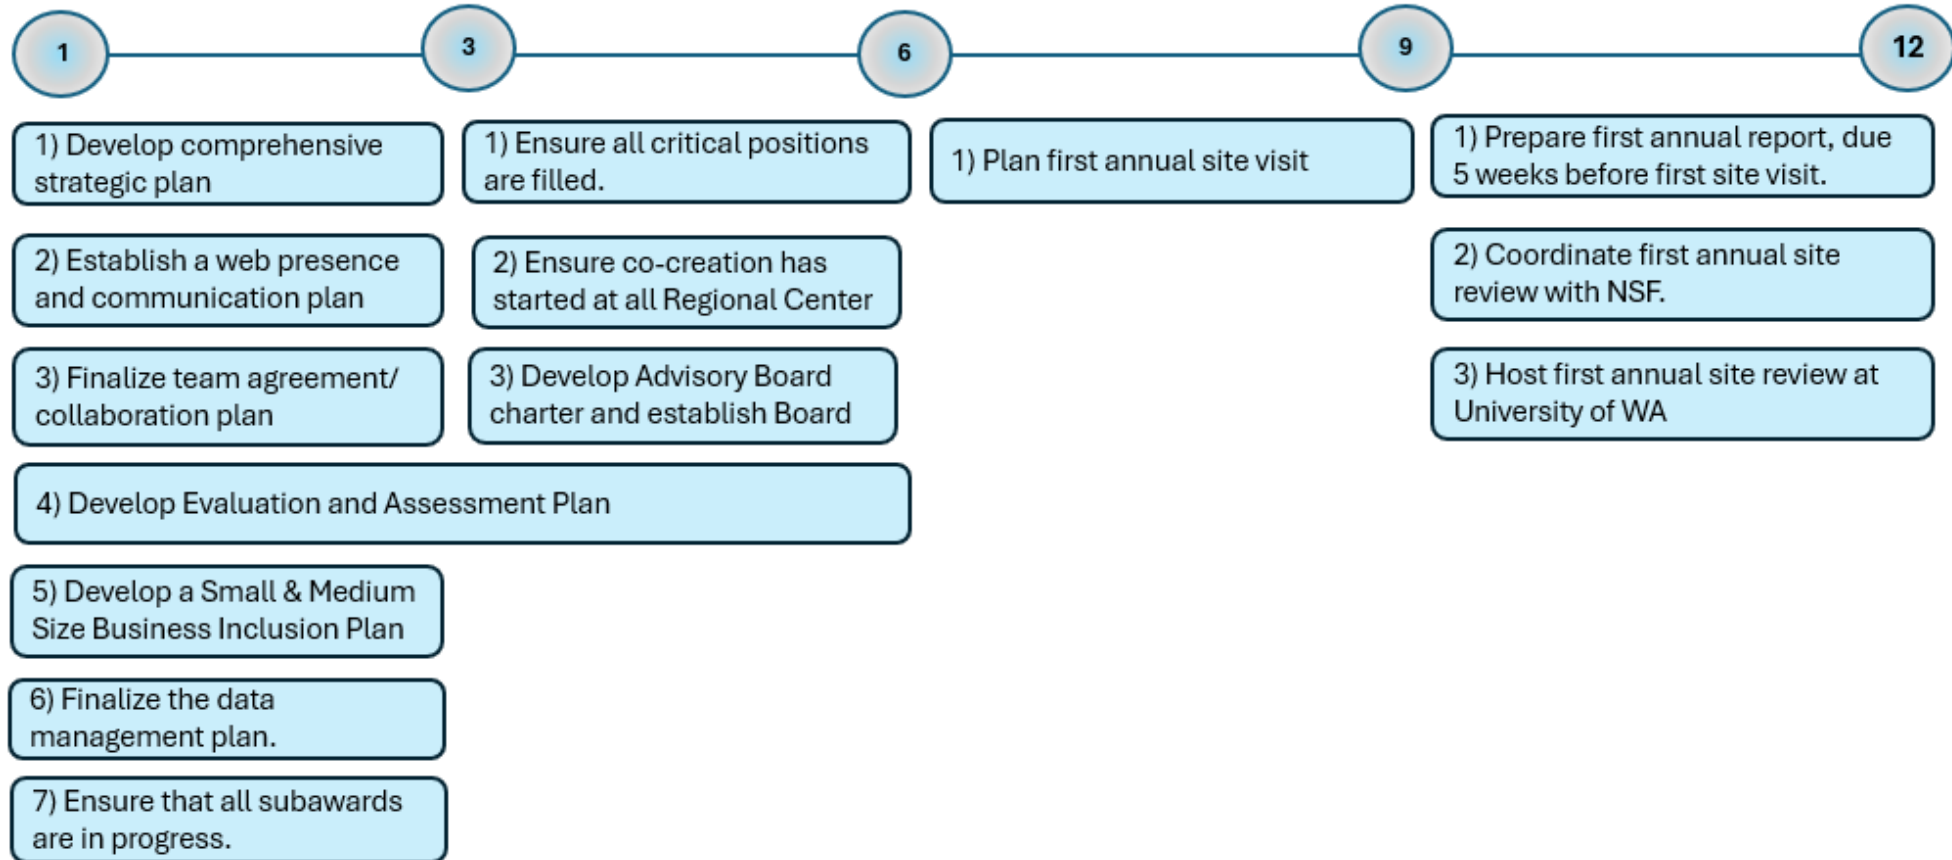 1
3
6
9
12
1) Develop comprehensive
strategic plan
2) Establish a web presence
and communication plan
3) Finalize team agreement/
collaboration plan
4) Develop Evaluation and Assessment Plan
5) Develop a Small & Medium
Size Business Inclusion Plan
6) Finalize the data
management plan.
7) Ensure that all subawards
are in progress.
1) Ensure all critical positions
are filled.
2) Ensure co-creation has
started at all Regional Center
3) Develop Advisory Board
charter and establish Board
1) Plan first annual site visit
1) Prepare first annual report, due
5 weeks before first site visit.
2) Coordinate first annual site
review with NSF.
3) Host first annual site review at
University of WA